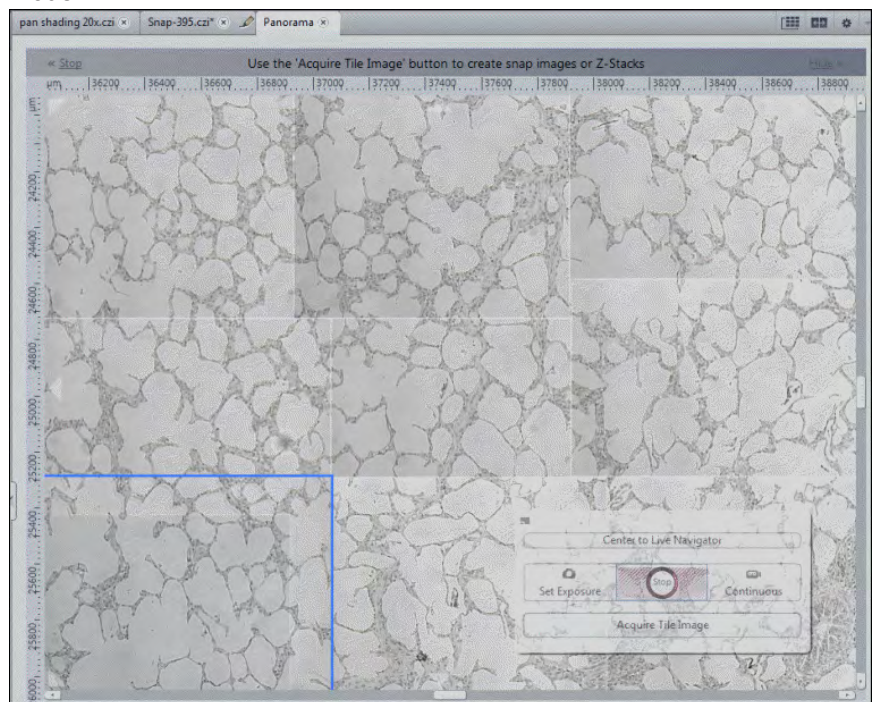 pan shading 20x.czi × Snap-395.czi* × Panorama ×
« Stop Use the 'Acquire Tile Image' button to create snap images or Z-Stacks
µm 36200 36400 36600 36800 37000 37200 37400 37600 37800 38000 38200 38400 38600 38800
µm
24200
24400
24600
24800
25000
25200
25400
25600
25800
26000
Center to Live Navigator
Set Exposure Stop Continuous
Acquire Tile Image